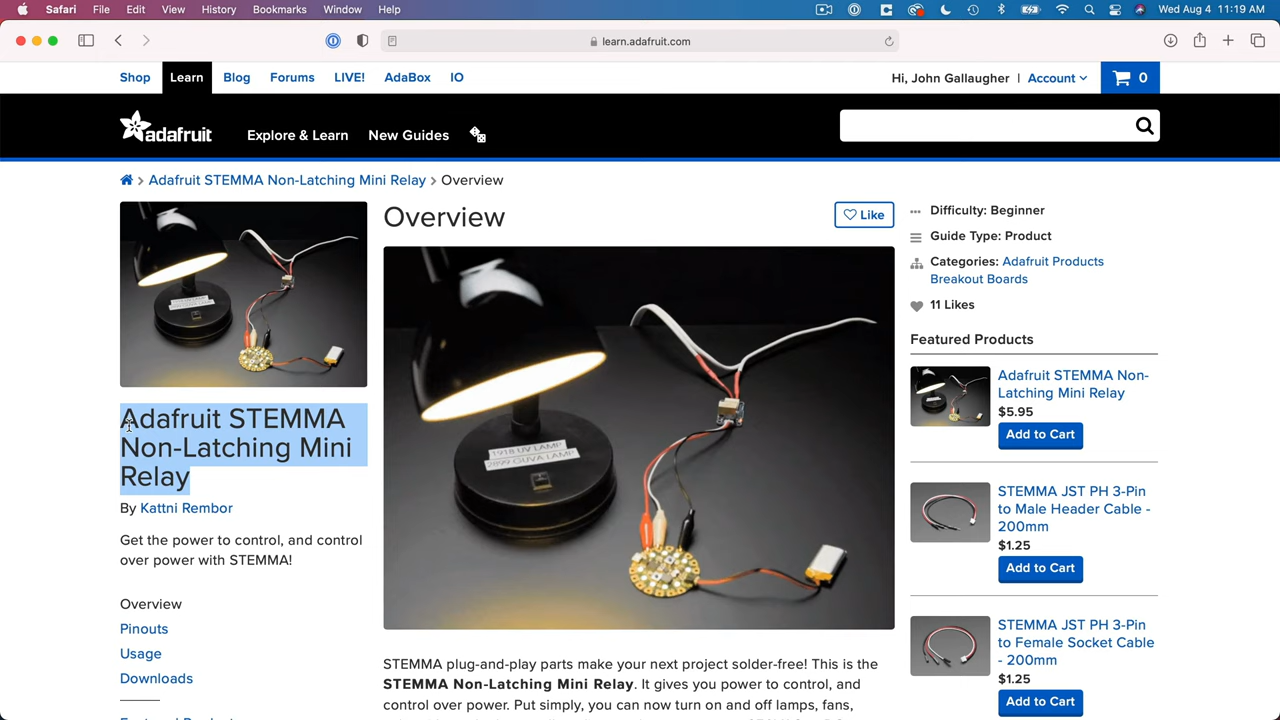 Safari File Edit View History Bookmarks Window Help Wed Aug 4 11:19 AM
learn.adafruit.com
Shop Learn Blog Forums LIVE! AdaBox IO Hi, John Gallaugher | Account 0
adafruit Explore & Learn New Guides
Adafruit STEMMA Non-Latching Mini Relay > Overview
Adafruit STEMMA
Non-Latching Mini
Relay
By Kattni Rembor
Get the power to control, and control
over power with STEMMA!
Overview
Pinouts
Usage
Downloads
Overview
Like
1918 UV LAMP
2899 GUVA LAMP
STEMMA plug-and-play parts make your next project solder-free! This is the
STEMMA Non-Latching Mini Relay. It gives you power to control, and
control over power. Put simply, you can now turn on and off lamps, fans,
Difficulty: Beginner
Guide Type: Product
Categories: Adafruit Products
Breakout Boards
11 Likes
Featured Products
Adafruit STEMMA Non-
Latching Mini Relay
$5.95
Add to Cart
STEMMA JST PH 3-Pin
to Male Header Cable -
200mm
$1.25
Add to Cart
STEMMA JST PH 3-Pin
to Female Socket Cable
- 200mm
$1.25
Add to Cart